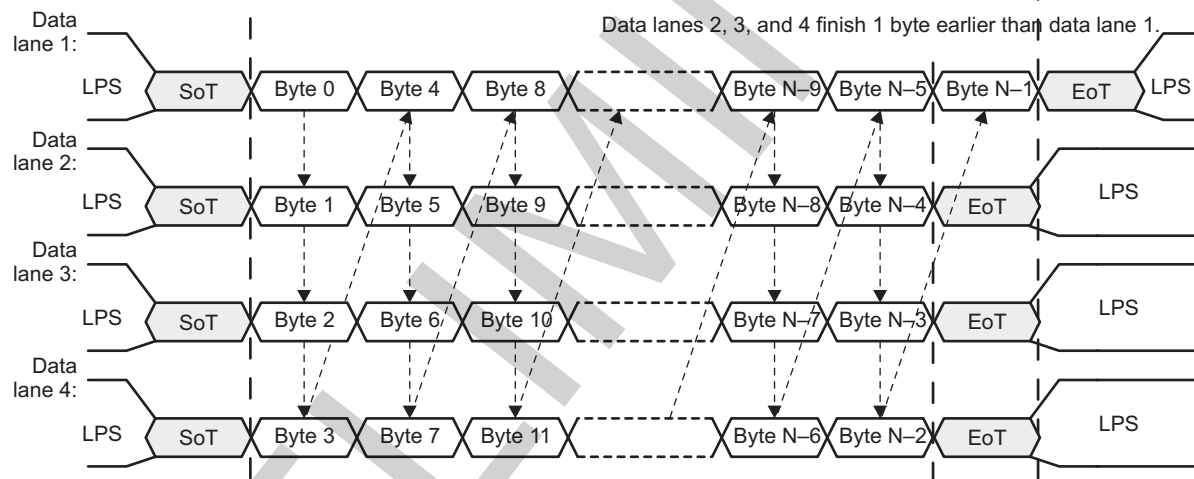 Data lanes 2, 3, and 4 finish 1 byte earlier than data lane 1.
Data
lane 1:
LPS SoT Byte 0 Byte 4 Byte 8 Byte N–9 Byte N–5 Byte N–1 EoT LPS
Data
lane 2:
LPS SoT Byte 1 Byte 5 Byte 9 Byte N–8 Byte N–4 EoT LPS
Data
lane 3:
LPS SoT Byte 2 Byte 6 Byte 10 Byte N–7 Byte N–3 EoT LPS
Data
lane 4:
LPS SoT Byte 3 Byte 7 Byte 11 Byte N–6 Byte N–2 EoT LPS